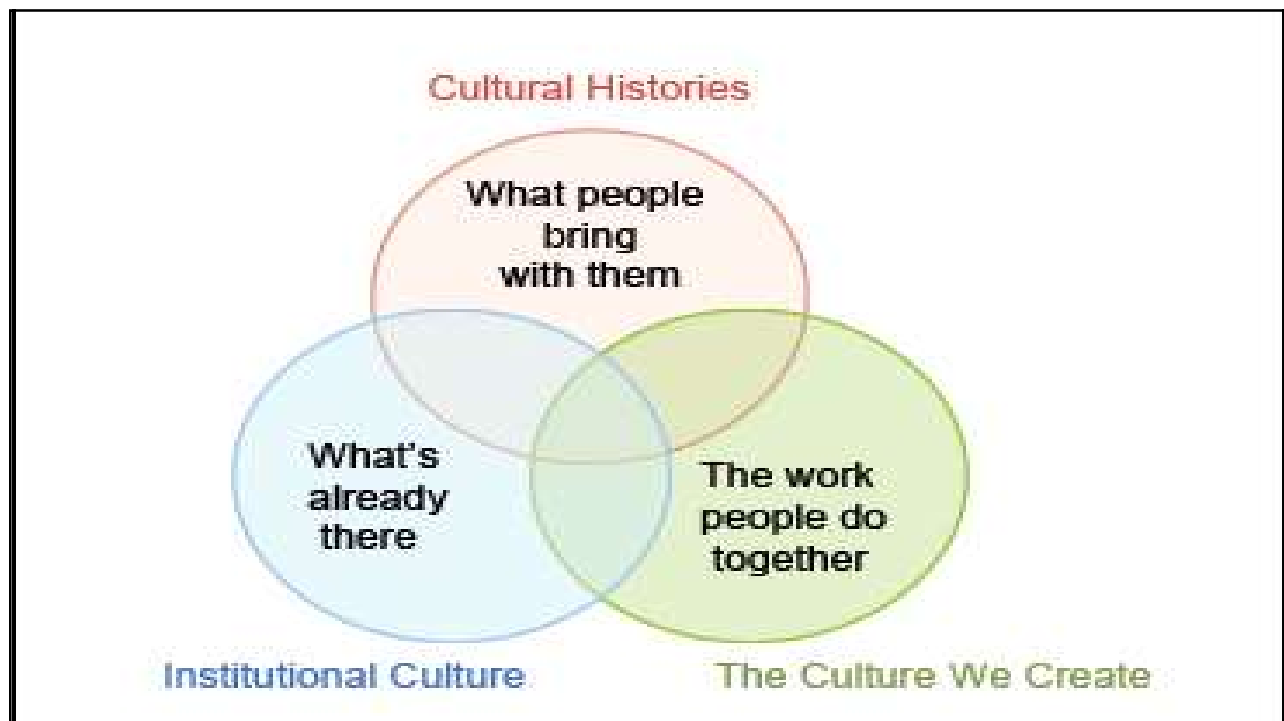 Cultural Histories
What people
bring
with them
What's
already
there
The work
people do
together
Institutional Culture
The Culture We Create